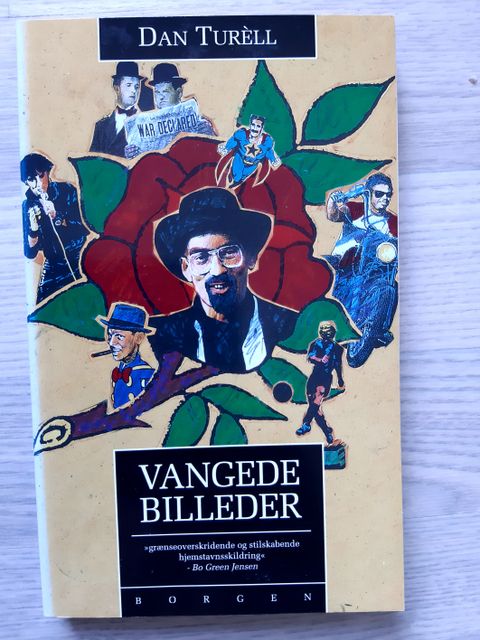 DAN TURÈLL
WAR DECLARED
VANGEDE
BILLEDER
»grænseoverskridende og stilskabende
hjemstavnsskildring«
- Bo Green Jensen
BORGEN